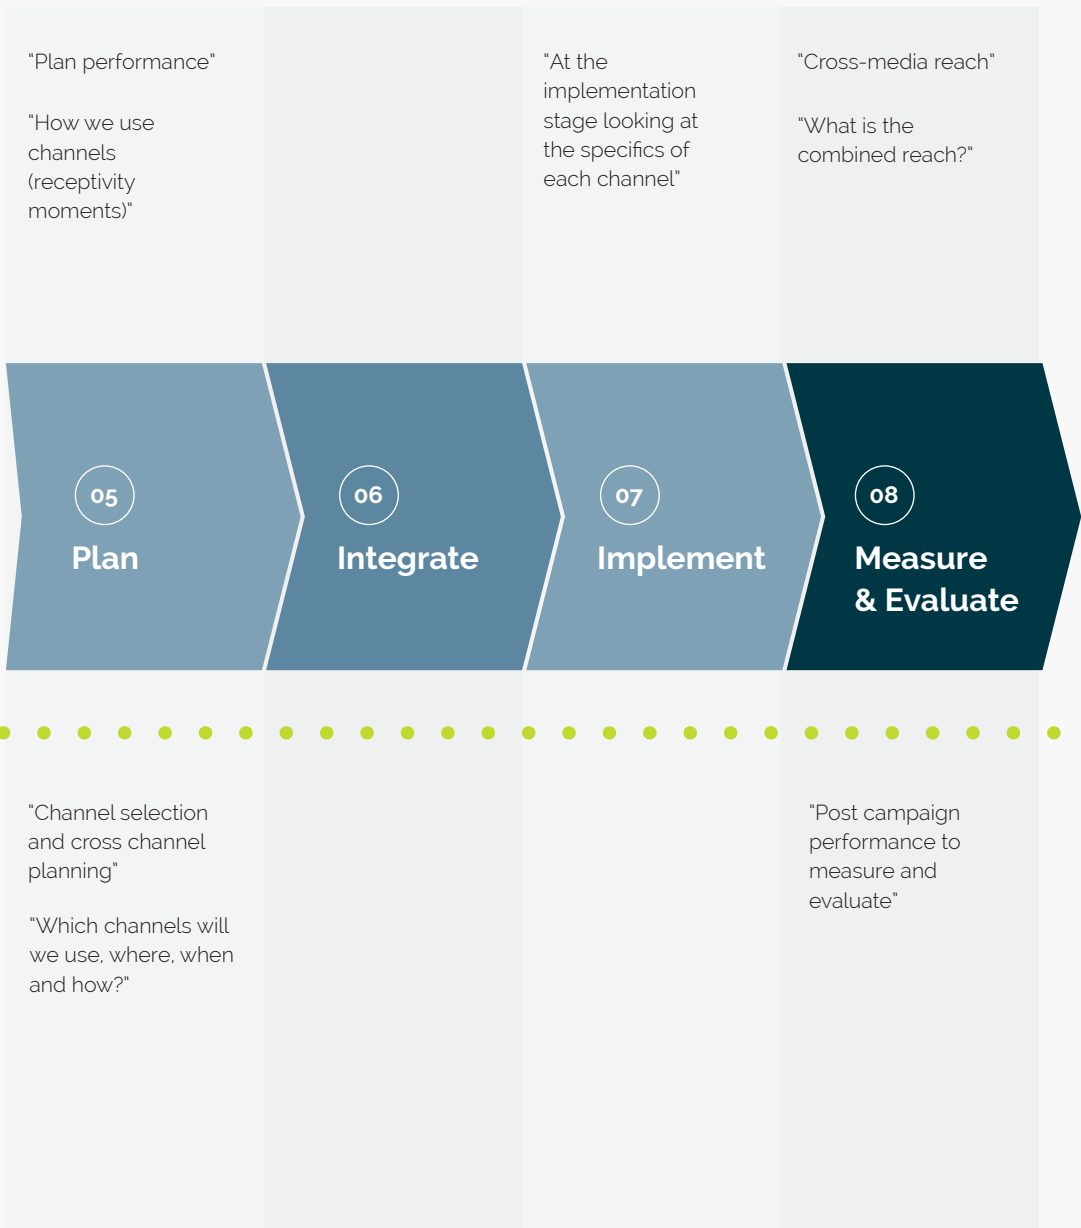 “Plan performance”
“How we use
channels
(receptivity
moments)”
“At the
implementation
stage looking at
the specifics of
each channel”
“Cross-media reach”
“What is the
combined reach?”
05
Plan
06
Integrate
07
Implement
08
Measure
& Evaluate
“Channel selection
and cross channel
planning”
“Which channels will
we use, where, when
and how?”
“Post campaign
performance to
measure and
evaluate”